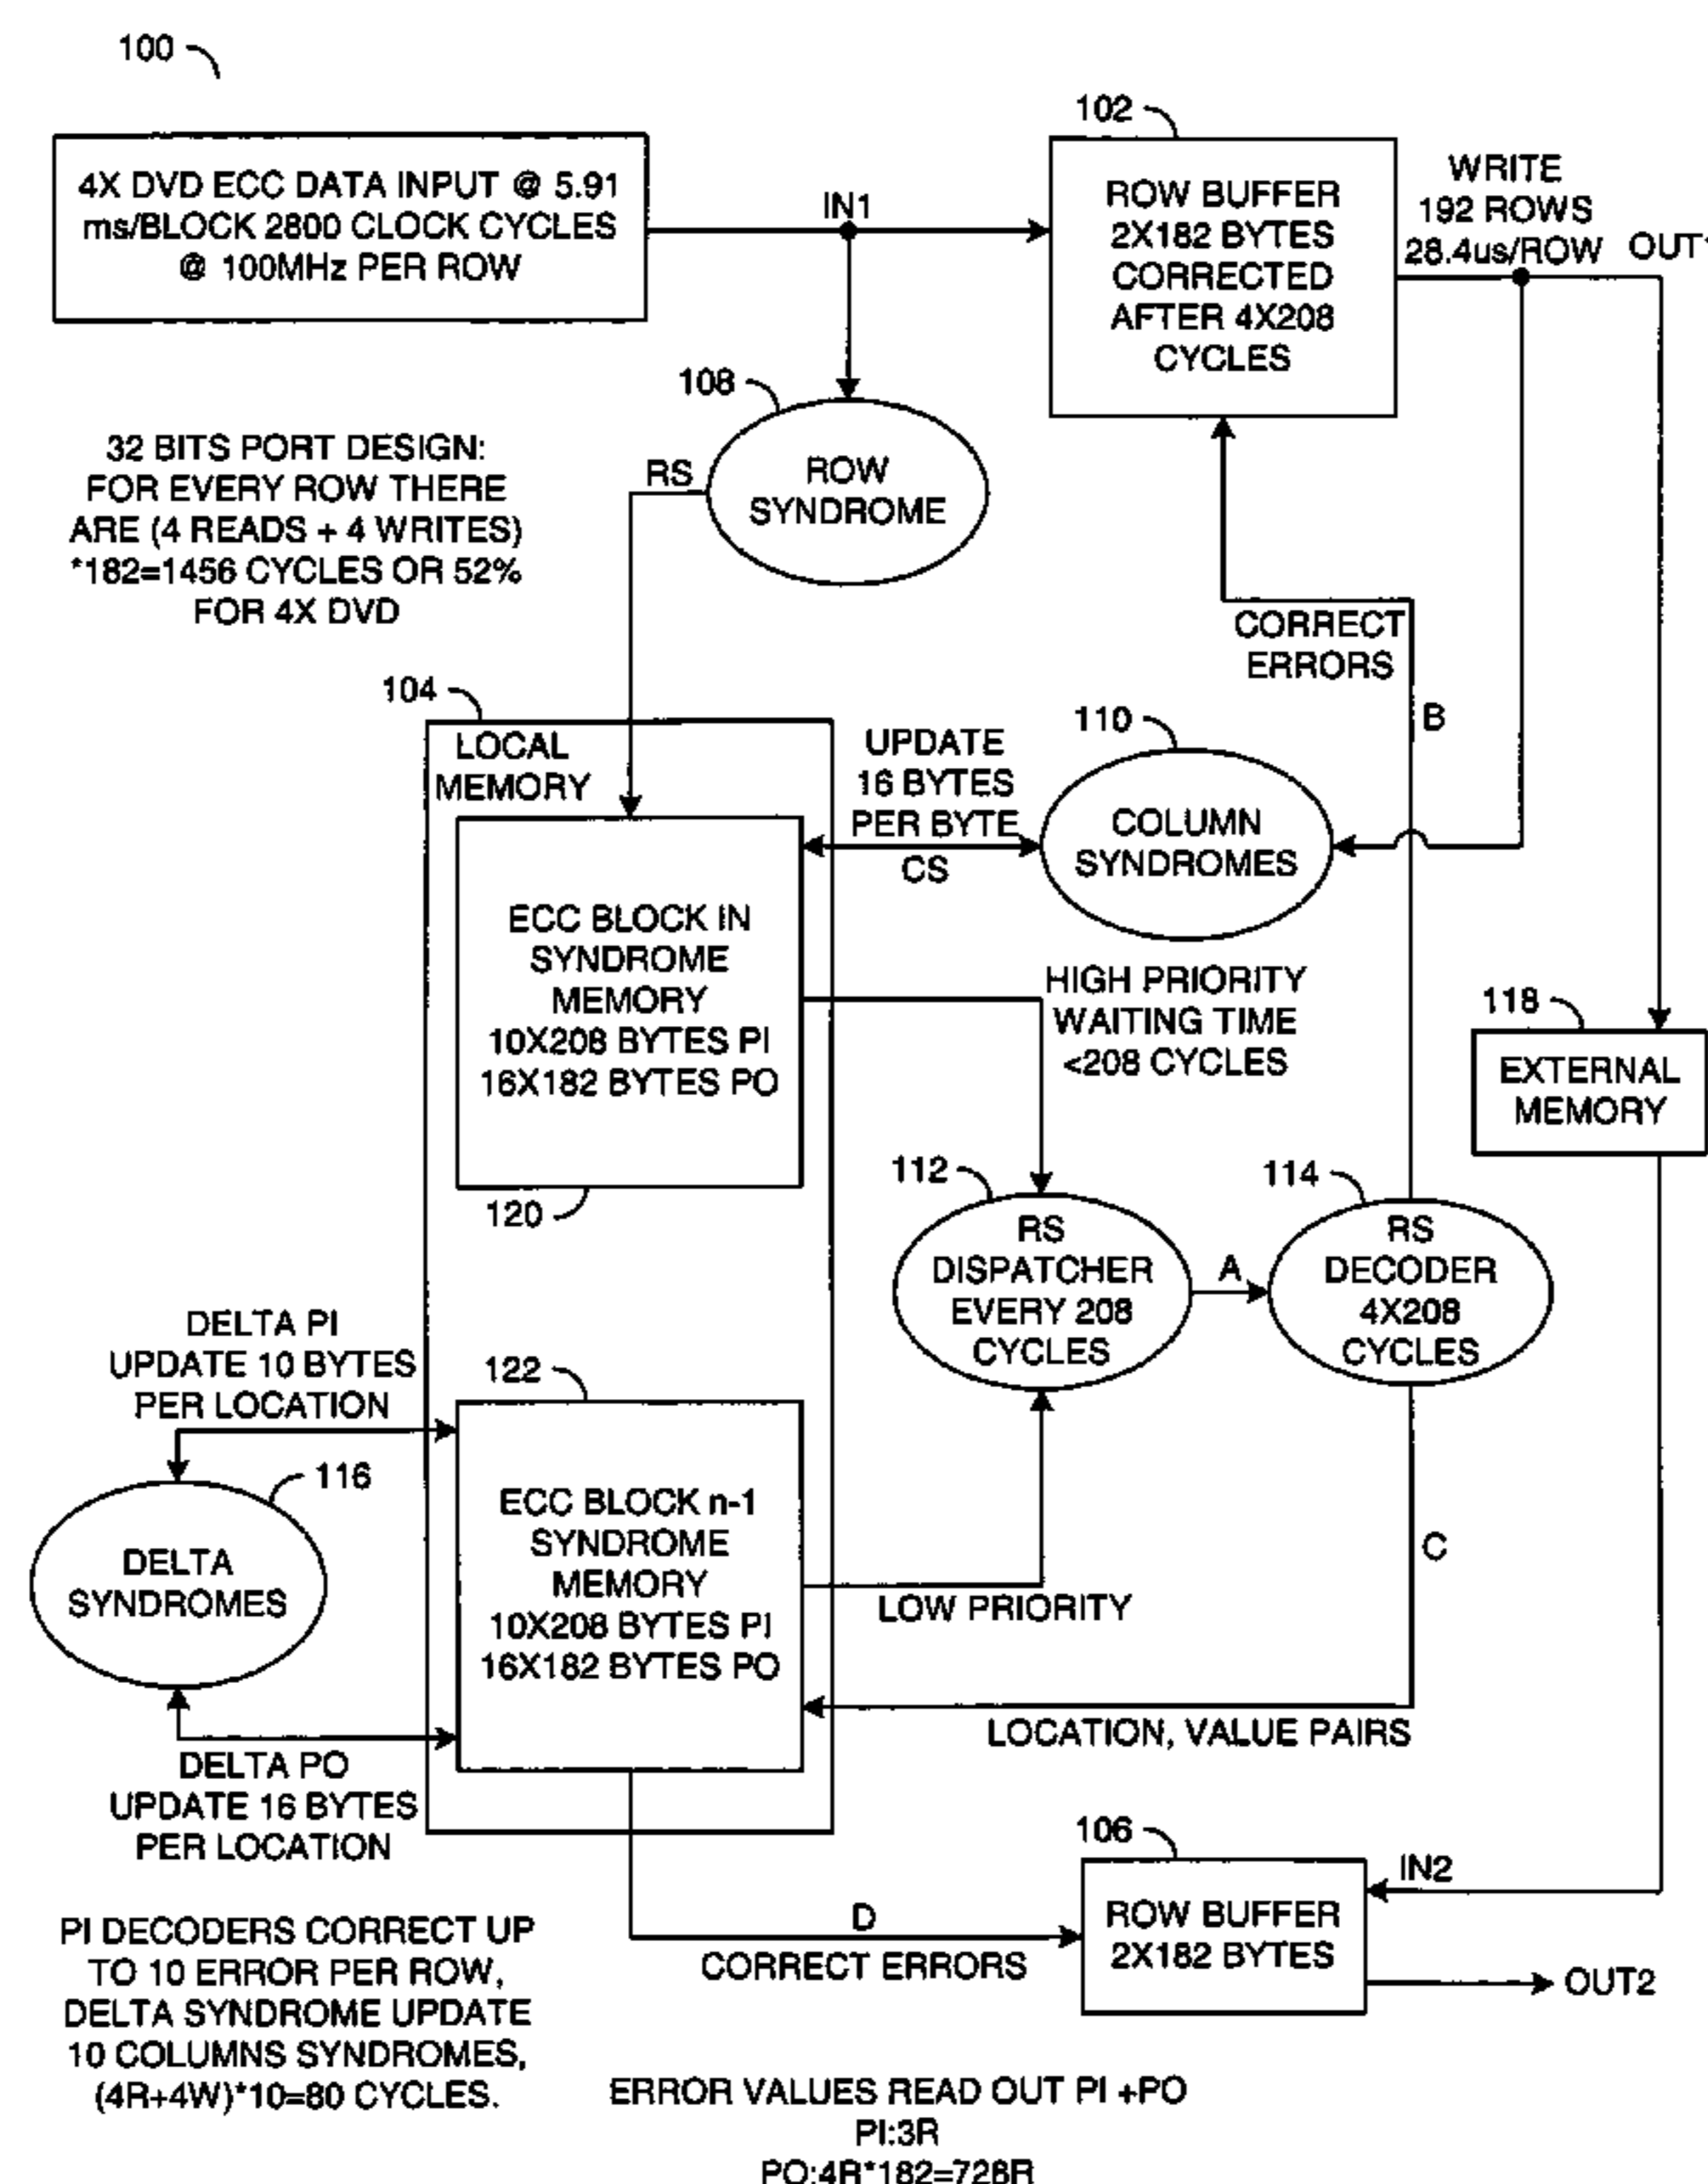 100
4X DVD ECC DATA INPUT @ 5.91
ms/BLOCK 2800 CLOCK CYCLES
@ 100MHz PER ROW
IN1
102
ROW BUFFER
2X182 BYTES
CORRECTED
AFTER 4X208
CYCLES
WRITE
192 ROWS
28.4us/ROW
OUT1
108
ROW
SYNDROME
RS
32 BITS PORT DESIGN:
FOR EVERY ROW THERE
ARE (4 READS + 4 WRITES)
*182=1456 CYCLES OR 52%
FOR 4X DVD
CORRECT
ERRORS
B
104
LOCAL
MEMORY
UPDATE
16 BYTES
PER BYTE
CS
110
COLUMN
SYNDROMES
ECC BLOCK IN
SYNDROME
MEMORY
10X208 BYTES PI
16X182 BYTES PO
120
HIGH PRIORITY
WAITING TIME
<208 CYCLES
118
EXTERNAL
MEMORY
112
RS
DISPATCHER
EVERY 208
CYCLES
A
114
RS
DECODER
4X208
CYCLES
DELTA PI
UPDATE 10 BYTES
PER LOCATION
122
116
DELTA
SYNDROMES
ECC BLOCK n-1
SYNDROME
MEMORY
10X208 BYTES PI
16X182 BYTES PO
LOW PRIORITY
C
LOCATION, VALUE PAIRS
DELTA PO
UPDATE 16 BYTES
PER LOCATION
106
IN2
ROW BUFFER
2X182 BYTES
D
CORRECT ERRORS
OUT2
PI DECODERS CORRECT UP
TO 10 ERROR PER ROW,
DELTA SYNDROME UPDATE
10 COLUMNS SYNDROMES,
(4R+4W)*10=80 CYCLES.
ERROR VALUES READ OUT PI +PO
PI:3R
PO:4R*182=728R